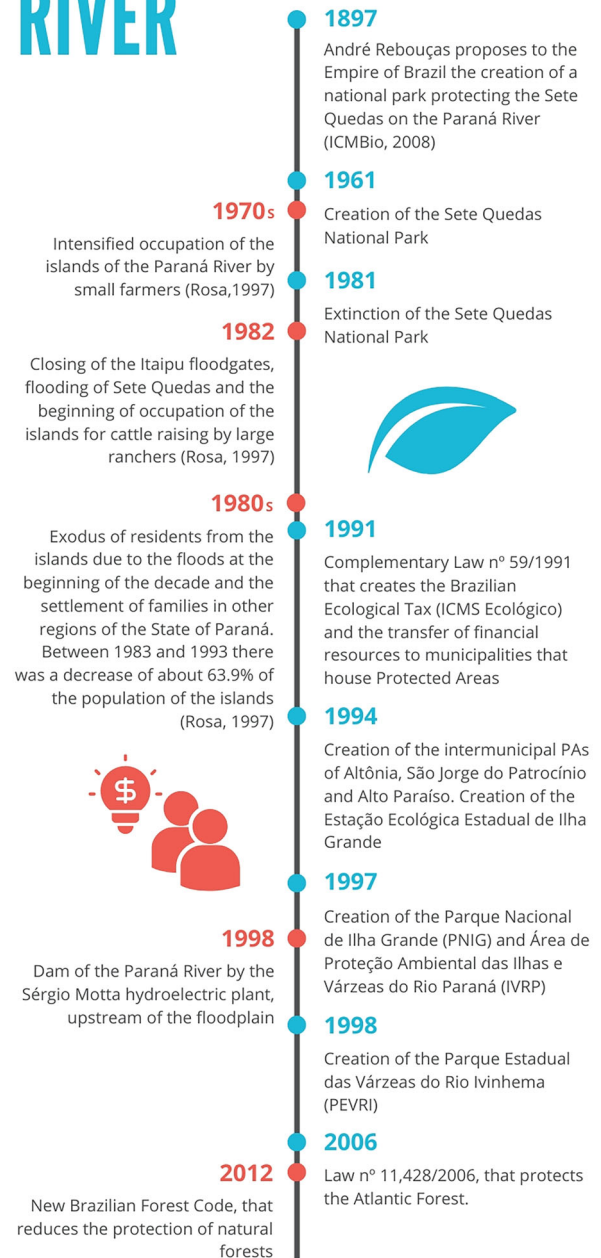 RIVER
1897
André Rebouças proposes to the
Empire of Brazil the creation of a
national park protecting the Sete
Quedas on the Paraná River
(ICMBio, 2008)
1961
Creation of the Sete Quedas
National Park
1970s
Intensified occupation of the
islands of the Paraná River by
small farmers (Rosa,1997)
1981
Extinction of the Sete Quedas
National Park
1982
Closing of the Itaipu floodgates,
flooding of Sete Quedas and the
beginning of occupation of the
islands for cattle raising by large
ranchers (Rosa, 1997)
1980s
Exodus of residents from the
islands due to the floods at the
beginning of the decade and the
settlement of families in other
regions of the State of Paraná.
Between 1983 and 1993 there
was a decrease of about 63.9% of
the population of the islands
(Rosa, 1997)
1991
Complementary Law nº 59/1991
that creates the Brazilian
Ecological Tax (ICMS Ecológico)
and the transfer of financial
resources to municipalities that
house Protected Areas
1994
Creation of the intermunicipal PAs
of Altônia, São Jorge do Patrocínio
and Alto Paraíso. Creation of the
Estação Ecológica Estadual de Ilha
Grande
$
1997
Creation of the Parque Nacional
de Ilha Grande (PNIG) and Área de
Proteção Ambiental das Ilhas e
Várzeas do Rio Paraná (IVRP)
1998
Dam of the Paraná River by the
Sérgio Motta hydroelectric plant,
upstream of the floodplain
1998
Creation of the Parque Estadual
das Várzeas do Rio Ivinhema
(PEVRI)
2006
Law nº 11,428/2006, that protects
the Atlantic Forest.
2012
New Brazilian Forest Code, that
reduces the protection of natural
forests